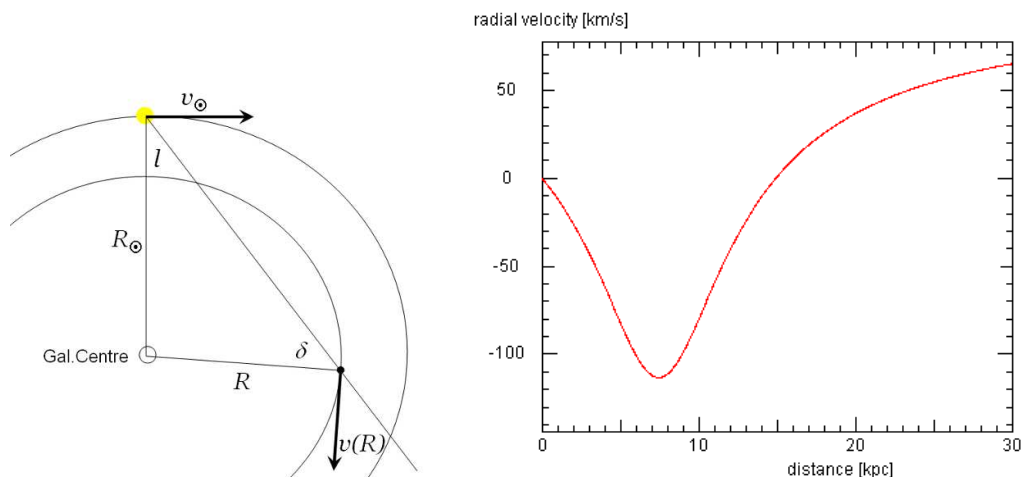 v⊙
l
R⊙
Gal.Centre
δ
R
v(R)
radial velocity [km/s]
50
0
-50
-100
0
10
20
30
distance [kpc]